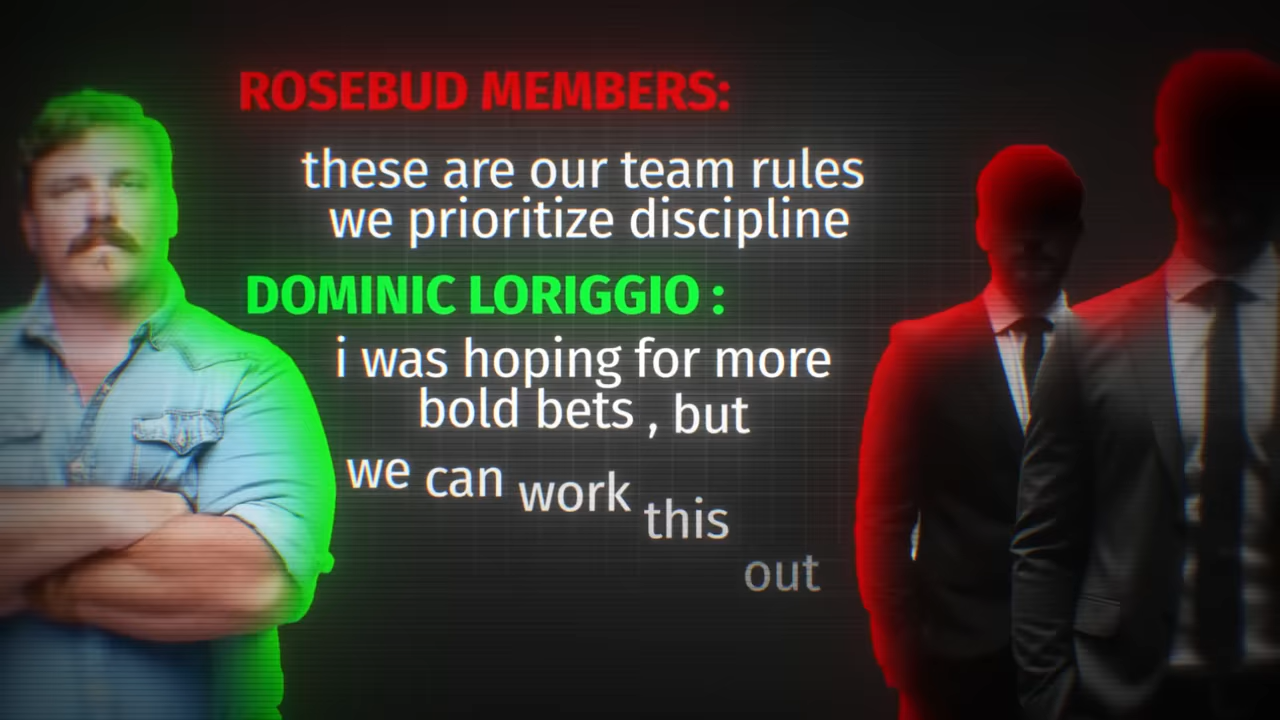 ROSEBUD MEMBERS:
these are our team rules
we prioritize discipline
DOMINIC LORIGGIO :
i was hoping for more
bold bets , but
we can work this
out